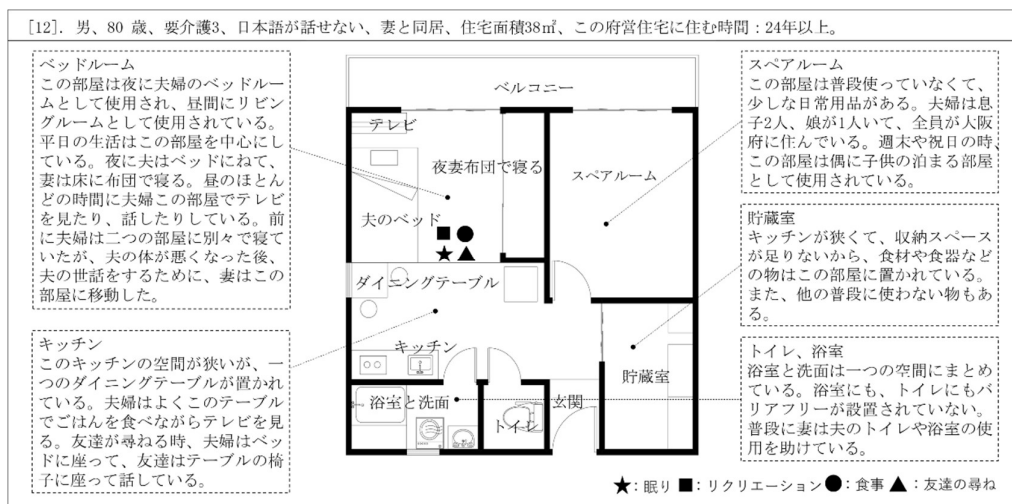 [12]. 男、80 歳、要介護3、日本語が話せない、妻と同居、住宅面積38㎡、この府営住宅に住む時間：24年以上。
ベッドルーム
この部屋は夜に夫婦のベッドルー
ムとして使用され、昼間にリビン
グルームとして使用されている。
平日の生活はこの部屋を中心にし
ている。夜に夫はベッドにねて、
妻は床に布団で寝る。昼のほとん
どの時間に夫婦この部屋でテレビ
を見たり、話したりしている。前
に夫婦は二つの部屋に別々で寝て
いたが、夫の体が悪くなった後、
夫の世話をするために、妻はこの
部屋に移動した。
キッチン
このキッチンの空間が狭いが、一
つのダイニングテーブルが置かれ
ている。夫婦はよくこのテーブル
でごはんを食べながらテレビを見
る。友達が尋ねる時、夫婦はベッ
ドに座って、友達はテーブルの椅
子に座って話している。
ベルコニー
テレビ
夜妻布団で寝る
スペアルーム
夫のベッド
ダイニングテーブル
キッチン
貯蔵室
浴室と洗面
トイレ
玄関
スペアルーム
この部屋は普段使っていなくて、
少しな日常用品がある。夫婦は息
子2人、娘が1人いて、全員が大阪
府に住んでいる。週末や祝日の時、
この部屋は偶に子供の泊まる部屋
として使用されている。
貯蔵室
キッチンが狭くて、収納スペース
が足りないから、食材や食器など
の物はこの部屋に置かれている。
また、他の普段に使わない物もあ
る。
トイレ、浴室
浴室と洗面は一つの空間にまとめ
ている。浴室にも、トイレにもバ
リアフリーが設置されていない。
普段に妻は夫のトイレや浴室の使
用を助けている。
★：眠り ■：リクリエーション ●：食事 ▲：友達の尋ね